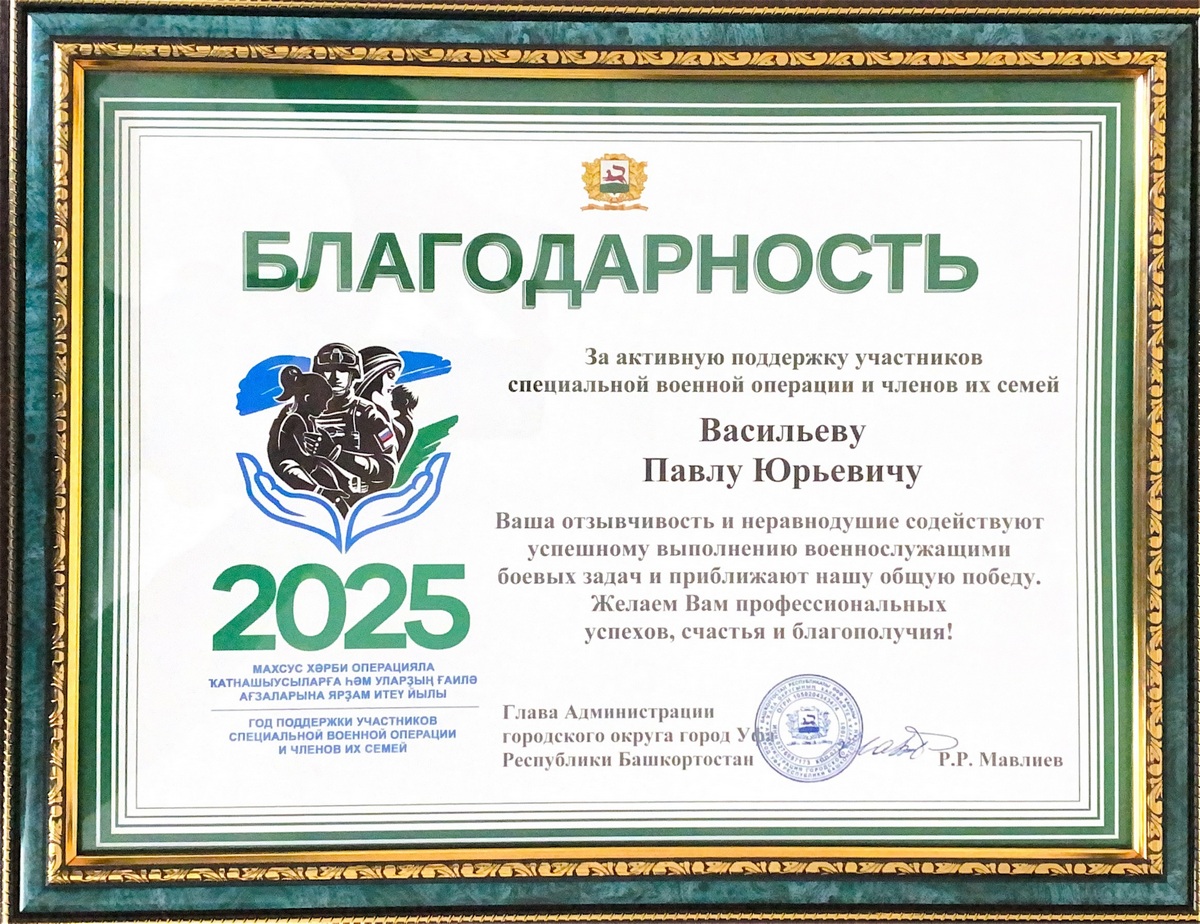 БЛАГОДАРНОСТЬ
За активную поддержку участников
специальной военной операции и членов их семей
Васильеву
Павлу Юрьевичу
Ваша отзывчивость и неравнодушие содействуют
успешному выполнению военнослужащими
боевых задач и приближают нашу общую победу.
Желаем Вам профессиональных
успехов, счастья и благополучия!
2025
МАХСУС ХӘРБИ ОПЕРАЦИЯЛА
ҠАТНАШЫУСЫЛАРҒА ҺӘМ УЛАРҘЫҢ ҒАИЛӘ
АҒЗАЛАРЫНА ЯРҘАМ ИТЕҮ ЙЫЛЫ
ГОД ПОДДЕРЖКИ УЧАСТНИКОВ
СПЕЦИАЛЬНОЙ ВОЕННОЙ ОПЕРАЦИИ
И ЧЛЕНОВ ИХ СЕМЕЙ
Глава Администрации
городского округа город Уфа
Республики Башкортостан
Р.Р. Мавлиев